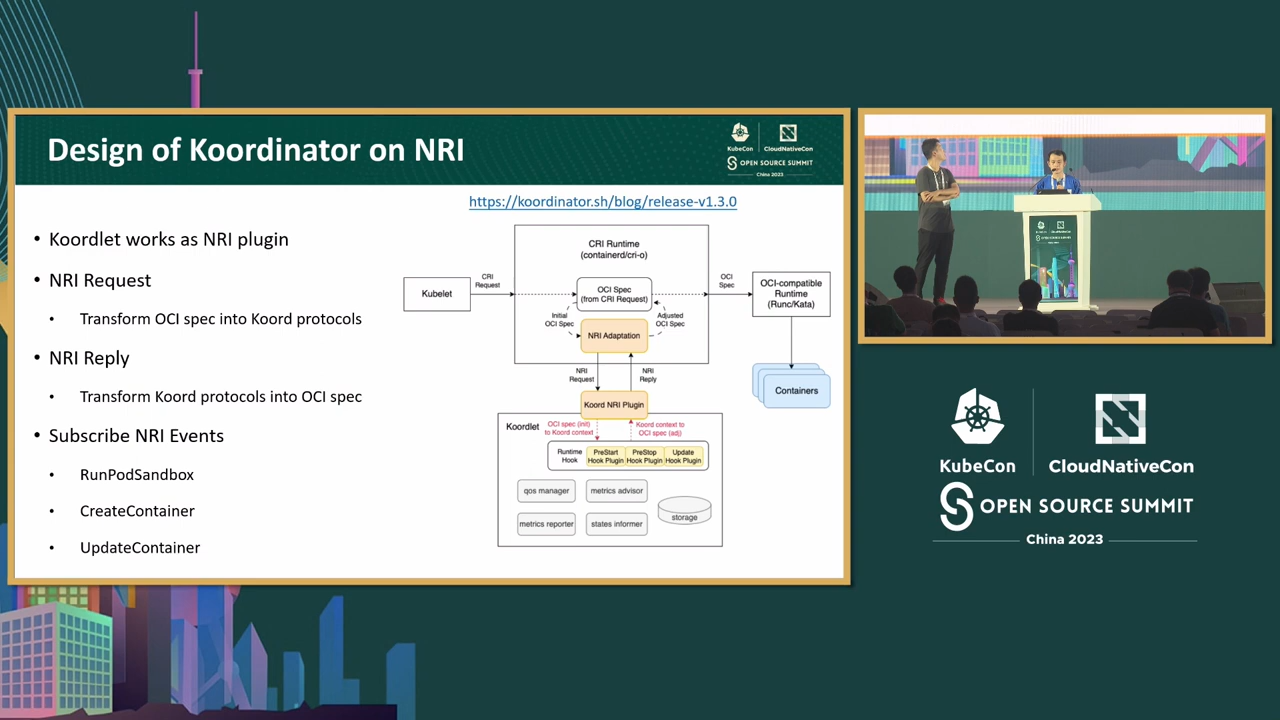 Design of Koordinator on NRI
KubeCon
CloudNativeCon
OPEN SOURCE SUMMIT
China 2023
https://koordinator.sh/blog/release-v1.3.0
• Koordlet works as NRI plugin
• NRI Request
• Transform OCI spec into Koord protocols
• NRI Reply
• Transform Koord protocols into OCI spec
• Subscribe NRI Events
• RunPodSandbox
• CreateContainer
• UpdateContainer
CRI Runtime
(containerd/cri-o)
Kubelet
CRI
Request
OCI Spec
(from CRI Request)
OCI
Spec
OCI-compatible
Runtime
(Runc/Kata)
Initial
OCI Spec
Adjusted
OCI Spec
NRI Adaptation
NRI
Request
NRI
Reply
Containers
Koord NRI Plugin
Koordlet
OCI spec (init)
to Koord context
Koord context to
OCI spec (adj)
Runtime
Hook
PreStart
Hook Plugin
PreStop
Hook Plugin
Update
Hook Plugin
qos manager
metrics advisor
metrics reporter
states informer
storage
KubeCon
CloudNativeCon
OPEN SOURCE SUMMIT
China 2023